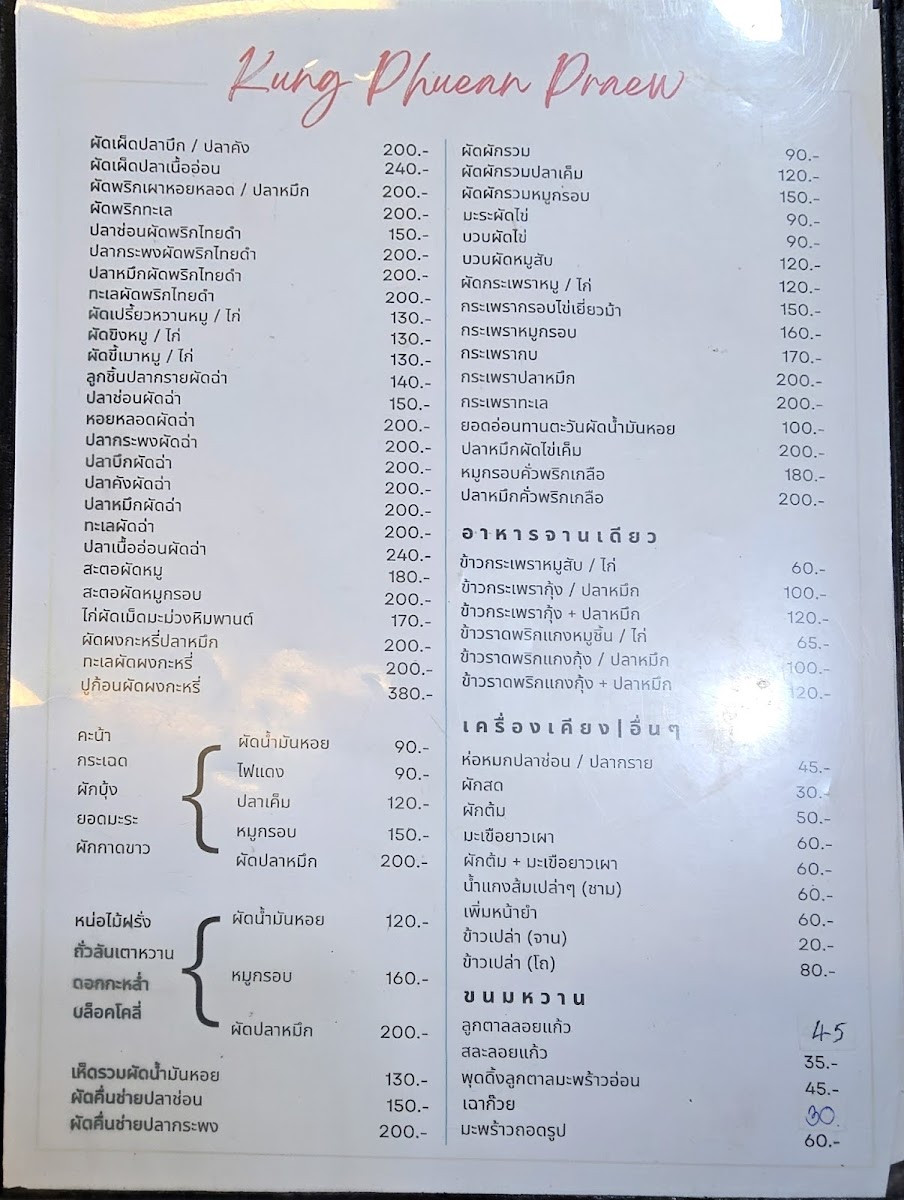 Kung Phuean Praew
ผัดเผ็ดปลาบึก / ปลาคัง 200.-
ผัดเผ็ดปลาเนื้ออ่อน 240.-
ผัดพริกเผาหอยหลอด / ปลาหมึก 200.-
ผัดพริกทะเล 200.-
ปลาช่อนผัดพริกไทยดำ 150.-
ปลากระพงผัดพริกไทยดำ 200.-
ปลาหมึกผัดพริกไทยดำ 200.-
ทะเลผัดพริกไทยดำ 200.-
ผัดเปรี้ยวหวานหมู / ไก่ 130.-
ผัดขิงหมู / ไก่ 130.-
ผัดขี้เมาหมู / ไก่ 130.-
ลูกชิ้นปลากรายผัดฉ่า 140.-
ปลาช่อนผัดฉ่า 150.-
หอยหลอดผัดฉ่า 200.-
ปลากระพงผัดฉ่า 200.-
ปลาบึกผัดฉ่า 200.-
ปลาคังผัดฉ่า 200.-
ปลาหมึกผัดฉ่า 200.-
ทะเลผัดฉ่า 200.-
ปลาเนื้ออ่อนผัดฉ่า 240.-
สะตอผัดหมู 180.-
สะตอผัดหมูกรอบ 200.-
ไก่ผัดเม็ดมะม่วงหิมพานต์ 170.-
ผัดผงกะหรี่ปลาหมึก 200.-
ทะเลผัดผงกะหรี่ 200.-
ปูก้อนผัดผงกะหรี่ 380.-
คะน้า
กระเฉด
ผักบุ้ง
ยอดมะระ
ผักกาดขาว
ผัดน้ำมันหอย 90.-
ไฟแดง 90.-
ปลาเค็ม 120.-
หมูกรอบ 150.-
ผัดปลาหมึก 200.-
หน่อไม้ฝรั่ง
ถั่วลันเตาหวาน
ดอกกะหล่ำ
บล็อคโคลี่
ผัดน้ำมันหอย 120.-
หมูกรอบ 160.-
ผัดปลาหมึก 200.-
เห็ดรวมผัดน้ำมันหอย 130.-
ผัดคื่นช่ายปลาช่อน 150.-
ผัดคื่นช่ายปลากระพง 200.-
ผัดผักรวม 90.-
ผัดผักรวมปลาเค็ม 120.-
ผัดผักรวมหมูกรอบ 150.-
มะระผัดไข่ 90.-
บวบผัดไข่ 90.-
บวบผัดหมูสับ 120.-
ผัดกระเพราหมู / ไก่ 120.-
กระเพรากรอบไข่เยี่ยวม้า 150.-
กระเพราหมูกรอบ 160.-
กระเพรากบ 170.-
กระเพราปลาหมึก 200.-
กระเพราทะเล 200.-
ยอดอ่อนทานตะวันผัดน้ำมันหอย 100.-
ปลาหมึกผัดไข่เค็ม 200.-
หมูกรอบคั่วพริกเกลือ 180.-
ปลาหมึกคั่วพริกเกลือ 200.-
อาหารจานเดียว
ข้าวกระเพราหมูสับ / ไก่ 60.-
ข้าวกระเพรากุ้ง / ปลาหมึก 100.-
ข้าวกระเพรากุ้ง + ปลาหมึก 120.-
ข้าวราดพริกแกงหมูชิ้น / ไก่ 65.-
ข้าวราดพริกแกงกุ้ง / ปลาหมึก 100.-
ข้าวราดพริกแกงกุ้ง + ปลาหมึก 120.-
เครื่องเคียง|อื่นๆ
ห่อหมกปลาช่อน / ปลากราย 45.-
ผักสด 30.-
ผักต้ม 50.-
มะเขือยาวเผา 60.-
ผักต้ม + มะเขือยาวเผา 60.-
น้ำแกงส้มเปล่าๆ (ชาม) 60.-
เพิ่มหน้ายำ 60.-
ข้าวเปล่า (จาน) 20.-
ข้าวเปล่า (โถ) 80.-
ขนมหวาน
ลูกตาลลอยแก้ว 45
สละลอยแก้ว 35.-
พุดดิ้งลูกตาลมะพร้าวอ่อน 45.-
เฉาก๊วย 30.
มะพร้าวถอดรูป 60.-